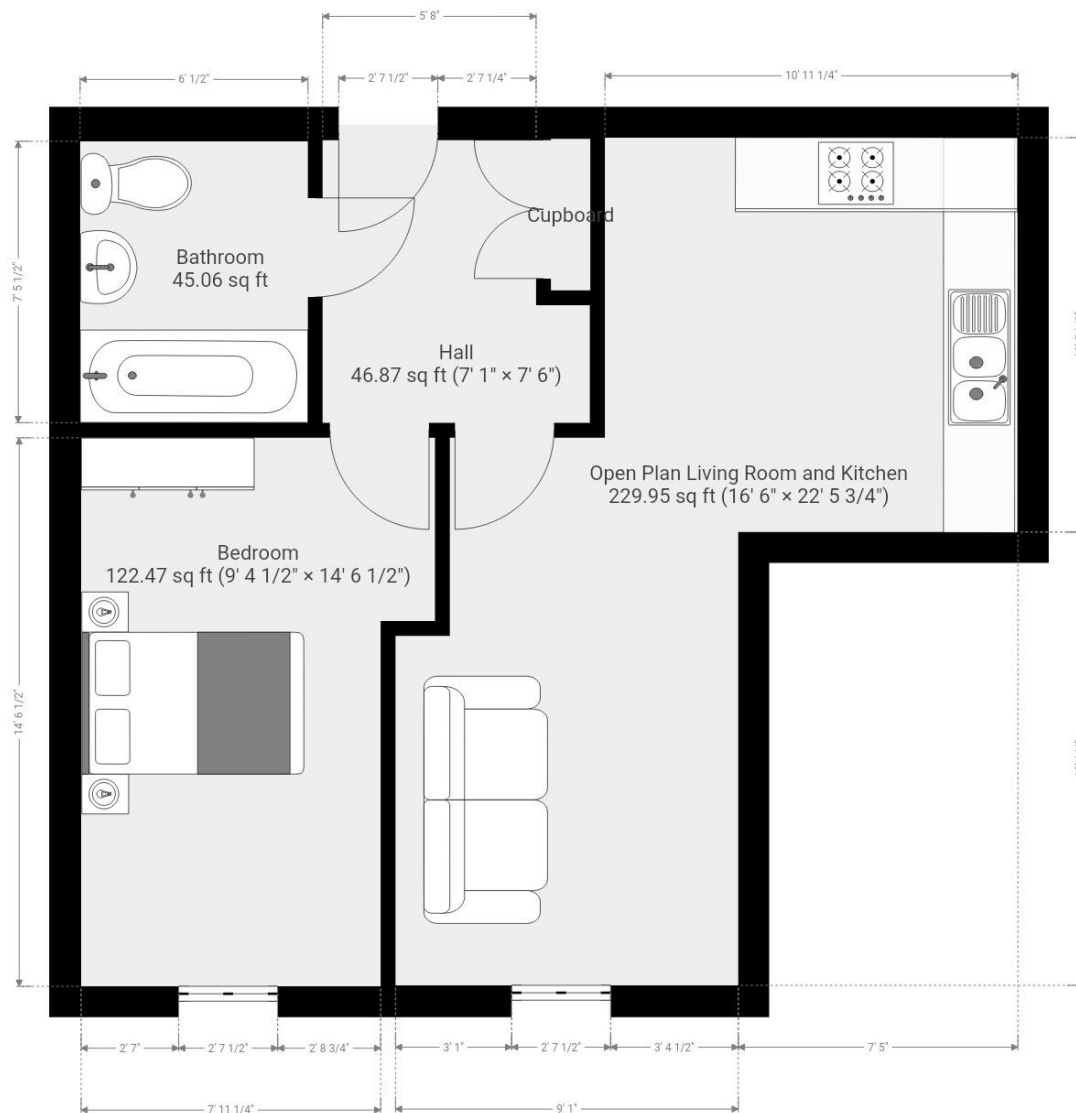 5' 8"
6' 1/2"
2' 7 1/2"
2' 7 1/4"
10' 11 1/4"
Cupboard
Bathroom
45.06 sq ft
7' 5 1/2"
Hall
46.87 sq ft (7' 1" × 7' 6")
Open Plan Living Room and Kitchen
229.95 sq ft (16' 6" × 22' 5 3/4")
Bedroom
122.47 sq ft (9' 4 1/2" × 14' 6 1/2")
14' 6 1/2"
2' 7"
2' 7 1/2"
2' 8 3/4"
3' 1"
2' 7 1/2"
3' 4 1/2"
7' 5"
7' 11 1/4"
9' 1"